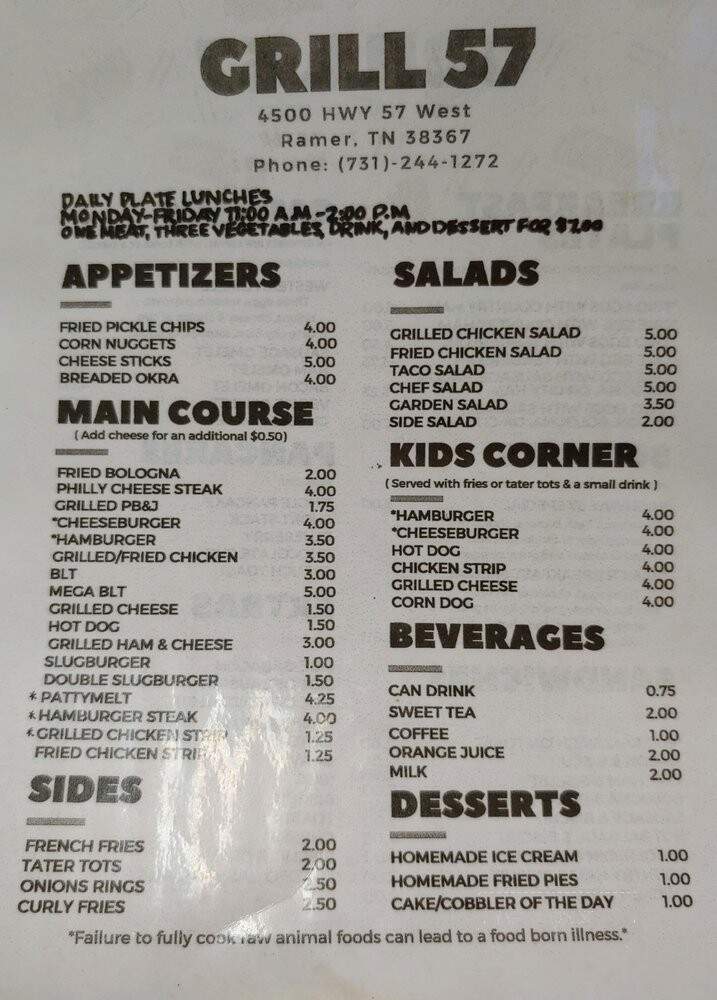 GRILL 57
4500 HWY 57 West
Ramer, TN 38367
Phone: (731)-244-1272
DAILY PLATE LUNCHES
MONDAY-FRIDAY 11:00 A.M -2:00 P.M
ONE MEAT, THREE VEGETABLES, DRINK, AND DESSERT FOR $7.00
APPETIZERS
FRIED PICKLE CHIPS 4.00
CORN NUGGETS 4.00
CHEESE STICKS 5.00
BREADED OKRA 4.00
MAIN COURSE
( Add cheese for an additional $0.50)
FRIED BOLOGNA 2.00
PHILLY CHEESE STEAK 4.00
GRILLED PB&J 1.75
*CHEESEBURGER 4.00
*HAMBURGER 3.50
GRILLED/FRIED CHICKEN 3.50
BLT 3.00
MEGA BLT 5.00
GRILLED CHEESE 1.50
HOT DOG 1.50
GRILLED HAM & CHEESE 3.00
SLUGBURGER 1.00
DOUBLE SLUGBURGER 1.50
* PATTYMELT 4.25
* HAMBURGER STEAK 4.00
* GRILLED CHICKEN STRIP 1.25
FRIED CHICKEN STRIP 1.25
SIDES
FRENCH FRIES 2.00
TATER TOTS 2.00
ONIONS RINGS 2.50
CURLY FRIES 2.50
SALADS
GRILLED CHICKEN SALAD 5.00
FRIED CHICKEN SALAD 5.00
TACO SALAD 5.00
CHEF SALAD 5.00
GARDEN SALAD 3.50
SIDE SALAD 2.00
KIDS CORNER
( Served with fries or tater tots & a small drink )
*HAMBURGER 4.00
*CHEESEBURGER 4.00
HOT DOG 4.00
CHICKEN STRIP 4.00
GRILLED CHEESE 4.00
CORN DOG 4.00
BEVERAGES
CAN DRINK 0.75
SWEET TEA 2.00
COFFEE 1.00
ORANGE JUICE 2.00
MILK 2.00
DESSERTS
HOMEMADE ICE CREAM 1.00
HOMEMADE FRIED PIES 1.00
CAKE/COBBLER OF THE DAY 1.00
*Failure to fully cook raw animal foods can lead to a food born illness.*